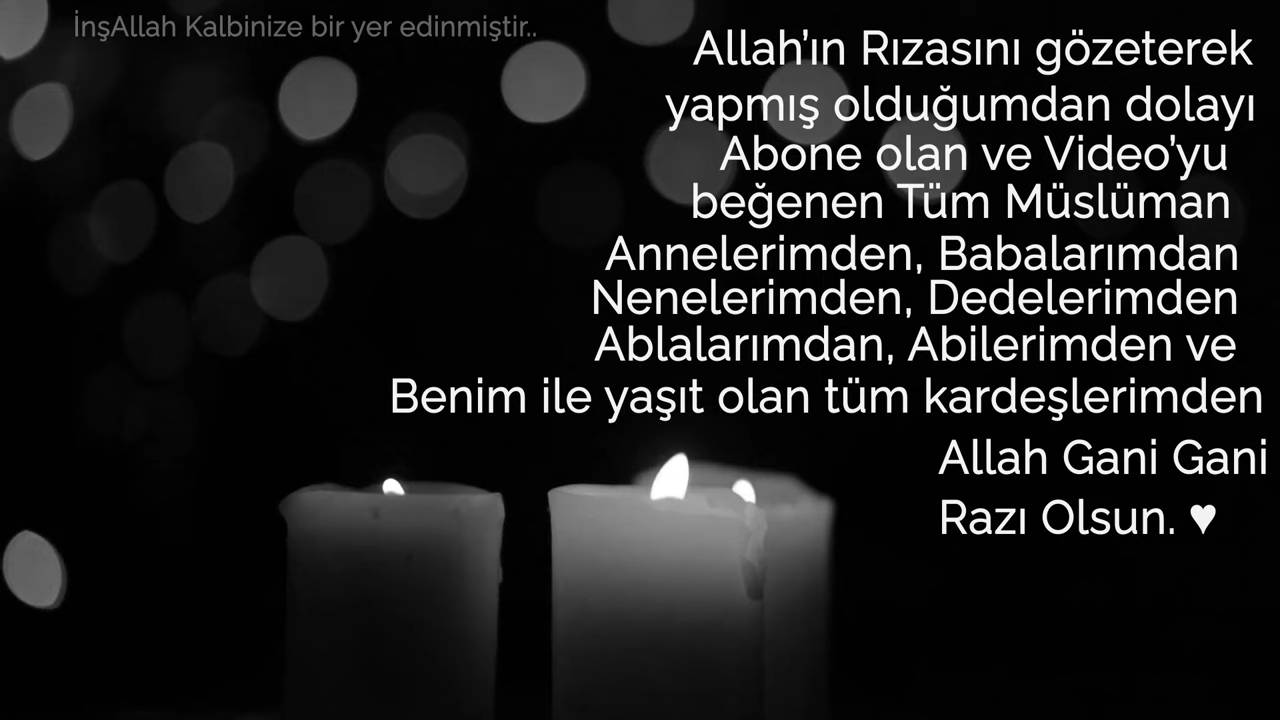 İnşAllah Kalbinize bir yer edinmiştir..
Allah'ın Rızasını gözeterek
yapmış olduğumdan dolayı
Abone olan ve Video'yu
beğenen Tüm Müslüman
Annelerimden, Babalarımdan
Nenelerimden, Dedelerimden
Ablalarımdan, Abilerimden ve
Benim ile yaşıt olan tüm kardeşlerimden
Allah Gani Gani
Razı Olsun. ♥